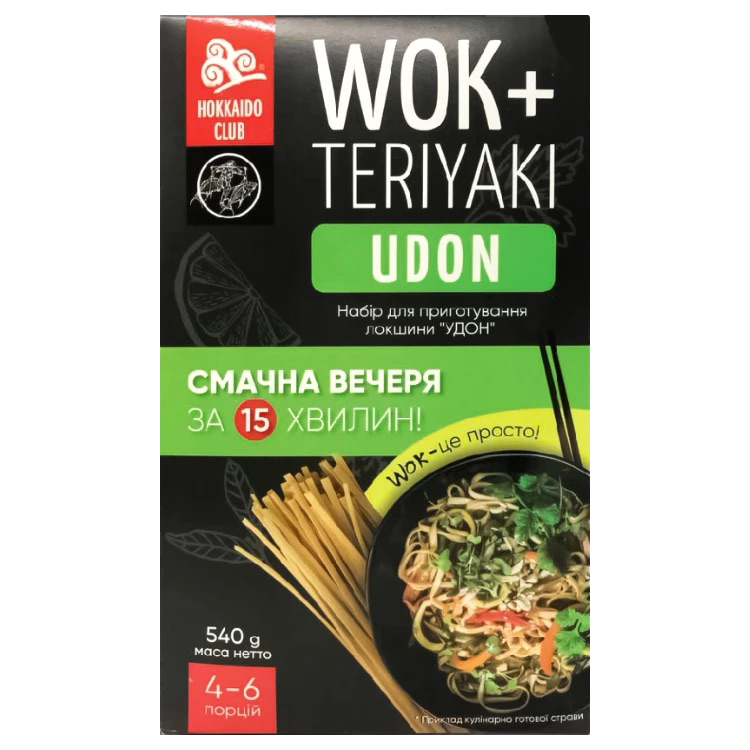 HOKKAIDO
CLUB
WOK+
TERIYAKI
UDON
Набір для приготування
локшини "УДОН"
СМАЧНА ВЕЧЕРЯ
ЗА 15 ХВИЛИН!
Wok-це просто!
540 g
маса нетто
4-6
порцій
* Приклад кулінарно готової страви